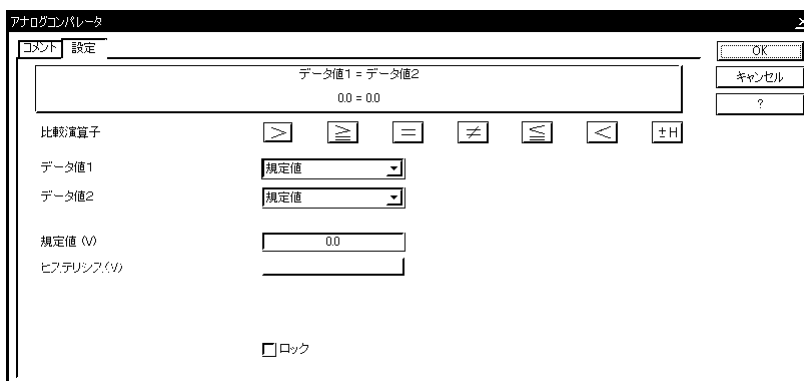 アナログコンパレータ
コメント 設定
データ値1 = データ値2
0.0 = 0.0
OK
キャンセル
?
比較演算子 > ≧ = ≠ ≦ < ±H
データ値1 規定値
データ値2 規定値
規定値 (V) 0.0
ヒステリシス(V)
ロック